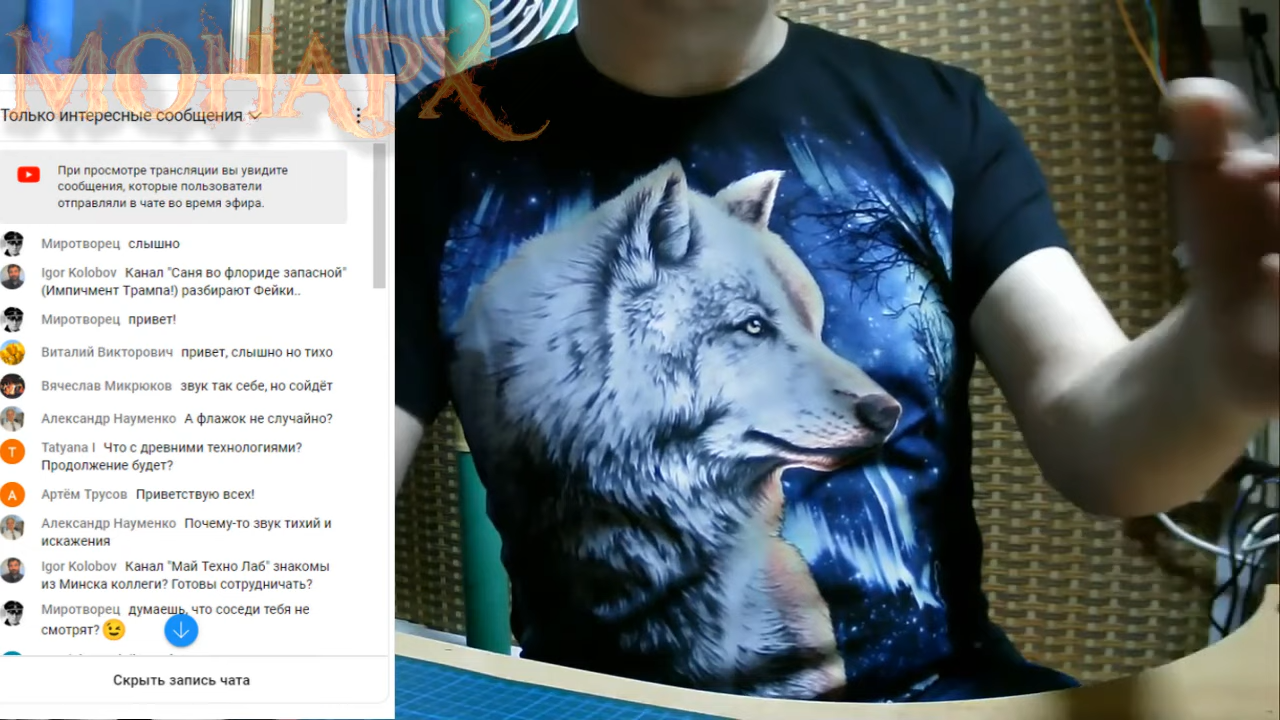 МОНАРХ
Только интересные сообщения
При просмотре трансляции вы увидите
сообщения, которые пользователи
отправляли в чате во время эфира.
Миротворец слышно
Igor Kolobov Канал "Саня во флориде запасной"
(Импичмент Трампа!) разбирают Фейки..
Миротворец привет!
Виталий Викторович привет, слышно но тихо
Вячеслав Микрюков звук так себе, но сойдёт
Александр Науменко А флажок не случайно?
Т Tatyana I Что с древними технологиями?
Продолжение будет?
А Артём Трусов Приветствую всех!
Александр Науменко Почему-то звук тихий и
искажения
Igor Kolobov Канал "Май Техно Лаб" знакомы
из Минска коллеги? Готовы сотрудничать?
Миротворец думаешь, что соседи тебя не
смотрят? 😉
Скрыть запись чата